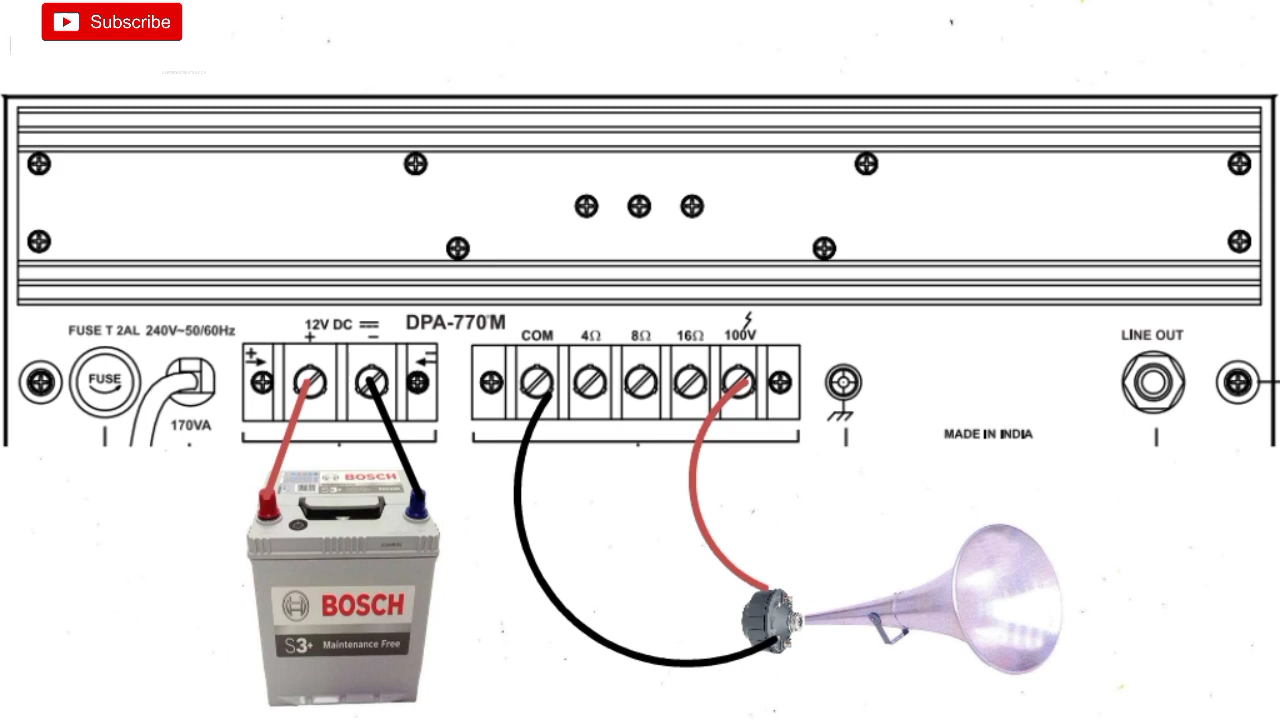 Subscribe
FUSE T 2AL 240V~50/60Hz
12V DC
DPA-770M
+ −
COM 4Ω 8Ω 16Ω 100V
LINE OUT
+ −
FUSE
170VA
MADE IN INDIA
BOSCH
BOSCH
S3+ Maintenance Free